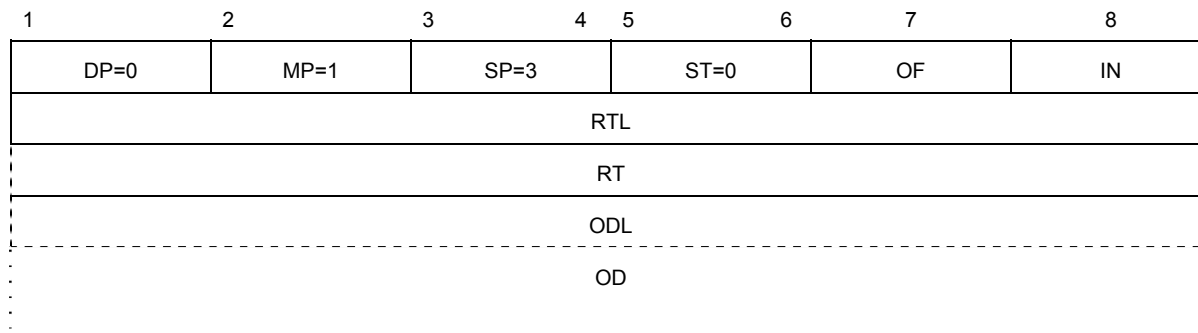 1 2 3 4 5 6 7 8
DP=0 MP=1 SP=3 ST=0 OF IN
RTL
RT
ODL
OD